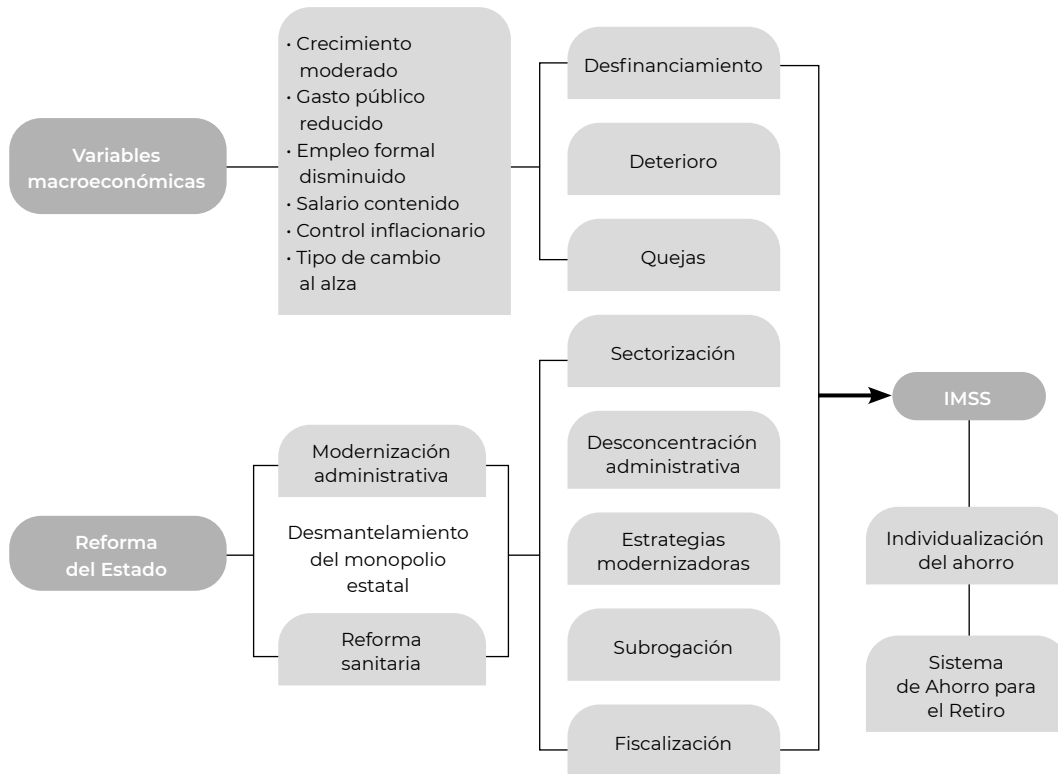 Variables
macroeconómicas
• Crecimiento
moderado
• Gasto público
reducido
• Empleo formal
disminuido
• Salario contenido
• Control inflacionario
• Tipo de cambio
al alza
Desfinanciamiento
Deterioro
Quejas
Reforma
del Estado
Modernización
administrativa
Desmantelamiento
del monopolio
estatal
Reforma
sanitaria
Sectorización
Desconcentración
administrativa
Estrategias
modernizadoras
Subrogación
Fiscalización
IMSS
Individualización
del ahorro
Sistema
de Ahorro para
el Retiro